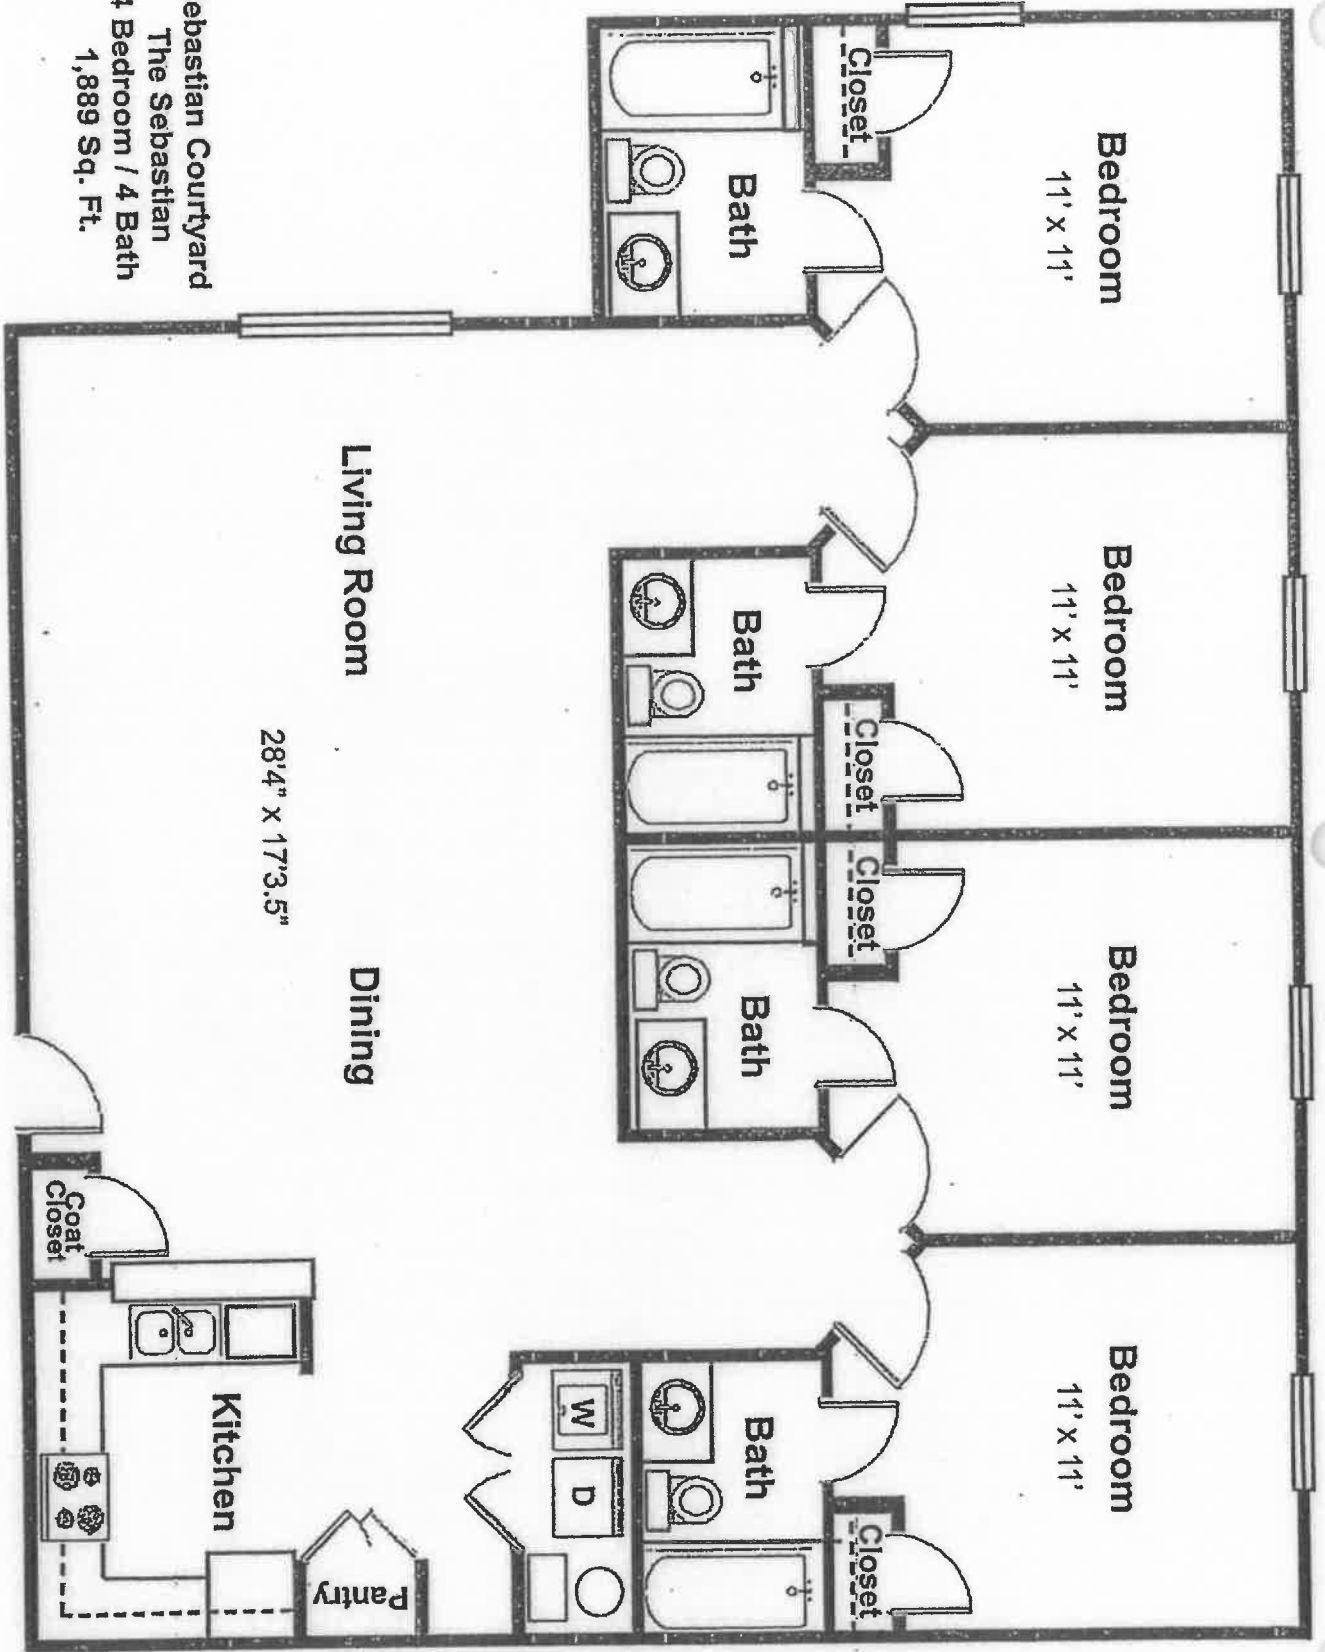 Bedroom
11' x 11'
Bedroom
11' x 11'
Bedroom
11' x 11'
Bedroom
11' x 11'
Closet
Closet
Closet
Closet
Bath
Bath
Bath
Bath
W
D
Living Room
Dining
28'4" x 17'3.5"
Pantry
Kitchen
Coat
Closet
ebastian Courtyard
The Sebastian
4 Bedroom / 4 Bath
1,889 Sq. Ft.